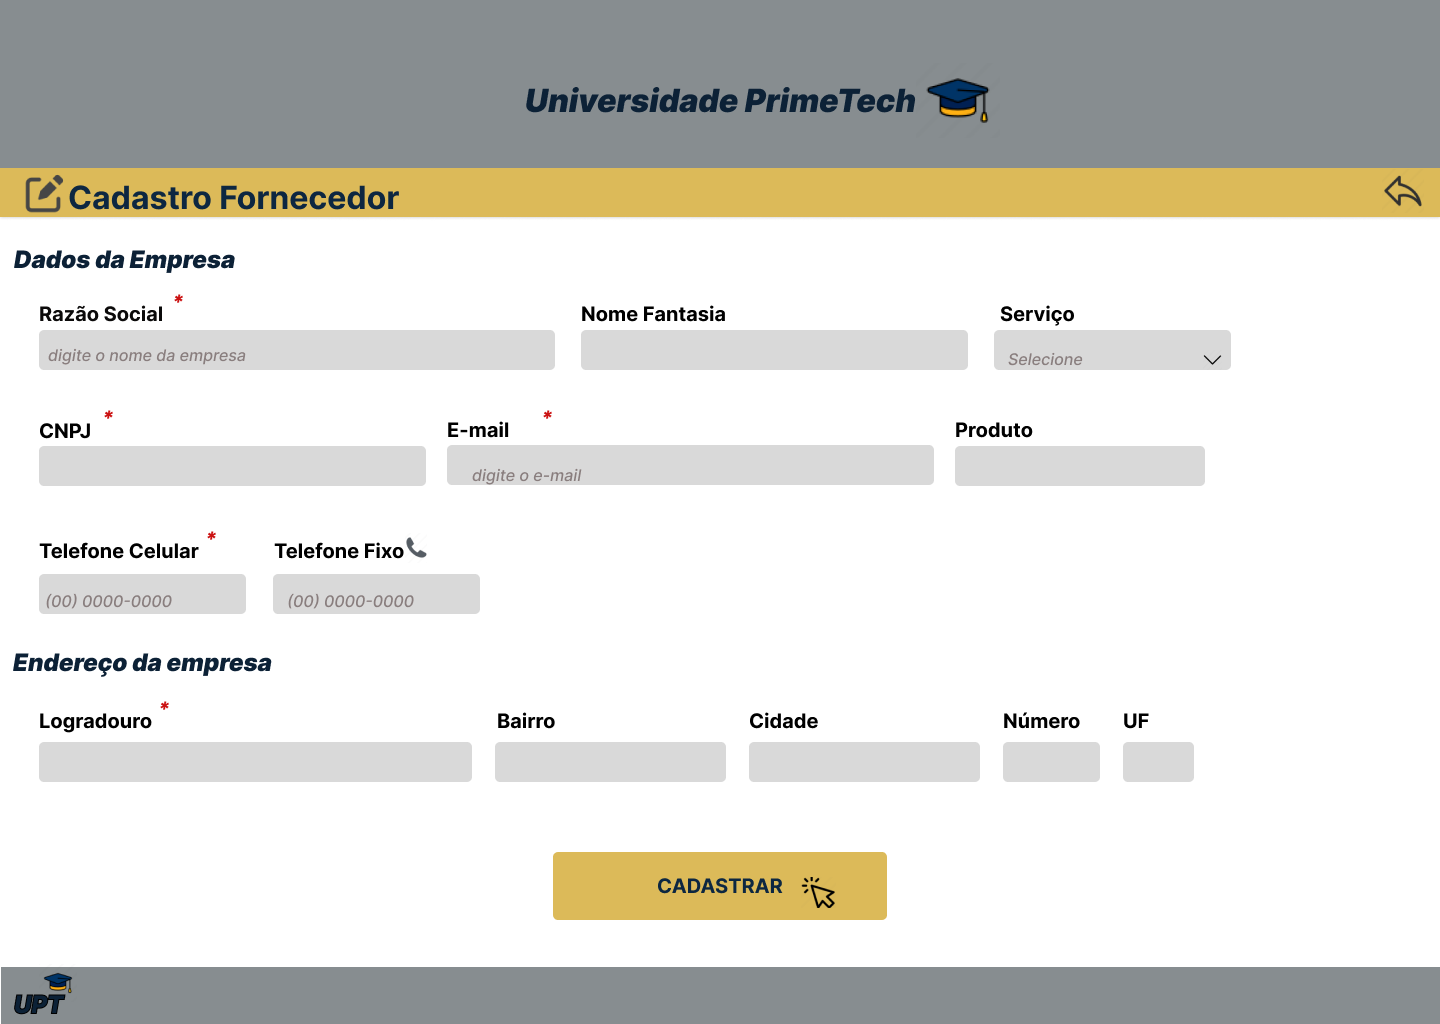 Universidade PrimeTech
Cadastro Fornecedor
Dados da Empresa
Razão Social * Nome Fantasia Serviço
digite o nome da empresa Selecione
CNPJ * E-mail * Produto
digite o e-mail
Telefone Celular * Telefone Fixo
(00) 0000-0000 (00) 0000-0000
Endereço da empresa
Logradouro * Bairro Cidade Número UF
CADASTRAR
UPT